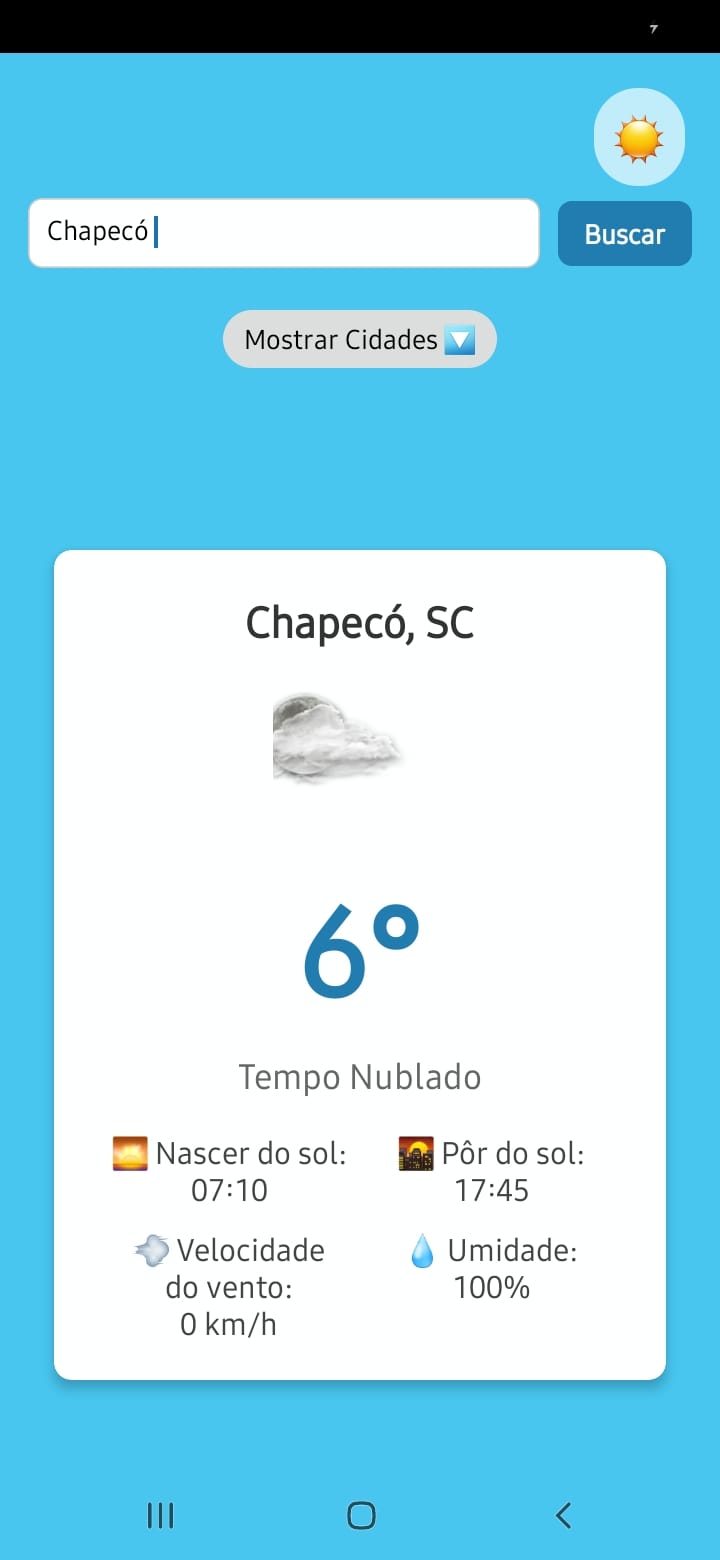 Chapecó
Buscar
Mostrar Cidades
Chapecó, SC
6°
Tempo Nublado
Nascer do sol:
07:10
Pôr do sol:
17:45
Velocidade
do vento:
0 km/h
Umidade:
100%